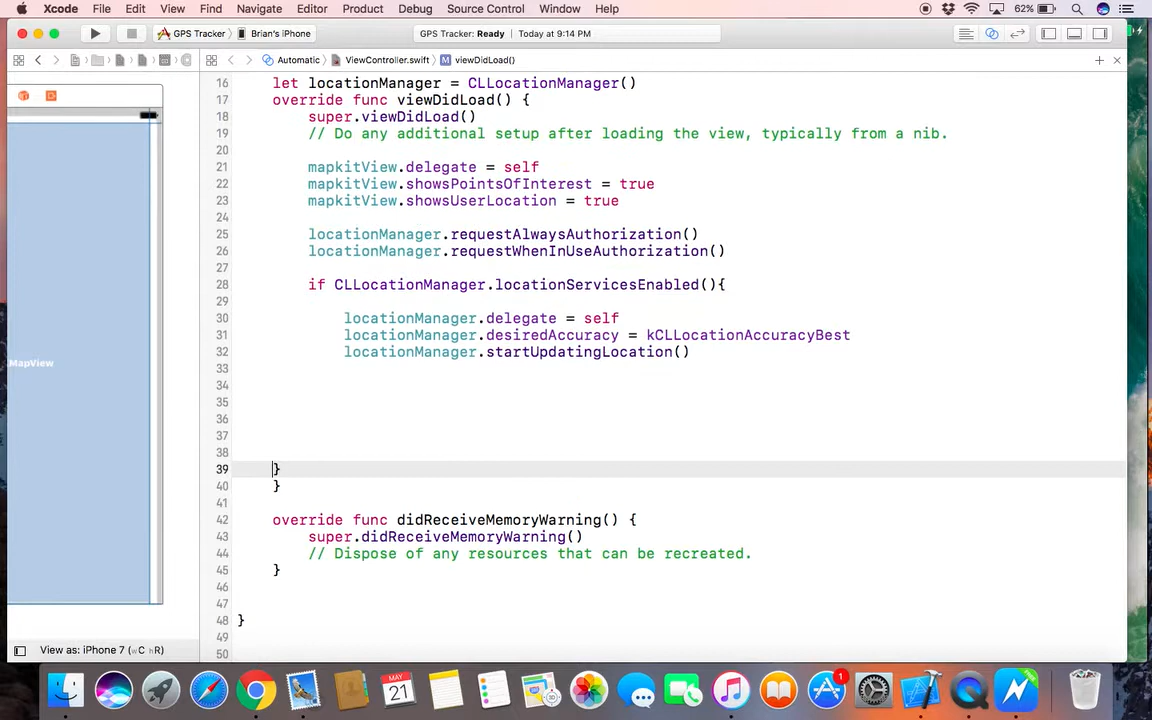 Xcode File Edit View Find Navigate Editor Product Debug Source Control Window Help 62%
GPS Tracker Brian's iPhone GPS Tracker: Ready Today at 9:14 PM
Automatic ViewController.swift M viewDidLoad()
16 let locationManager = CLLocationManager()
17 override func viewDidLoad() {
18 super.viewDidLoad()
19 // Do any additional setup after loading the view, typically from a nib.
20
21 mapkitView.delegate = self
22 mapkitView.showsPointsOfInterest = true
23 mapkitView.showsUserLocation = true
24
25 locationManager.requestAlwaysAuthorization()
26 locationManager.requestWhenInUseAuthorization()
27
28 if CLLocationManager.locationServicesEnabled(){
29
30 locationManager.delegate = self
31 locationManager.desiredAccuracy = kCLLocationAccuracyBest
32 locationManager.startUpdatingLocation()
33
34
MapView
35
36
37
38
39 }
40 }
41
42 override func didReceiveMemoryWarning() {
43 super.didReceiveMemoryWarning()
44 // Dispose of any resources that can be recreated.
45 }
46
47
48 }
49
50
View as: iPhone 7 (wC hR)
MAY
21
1